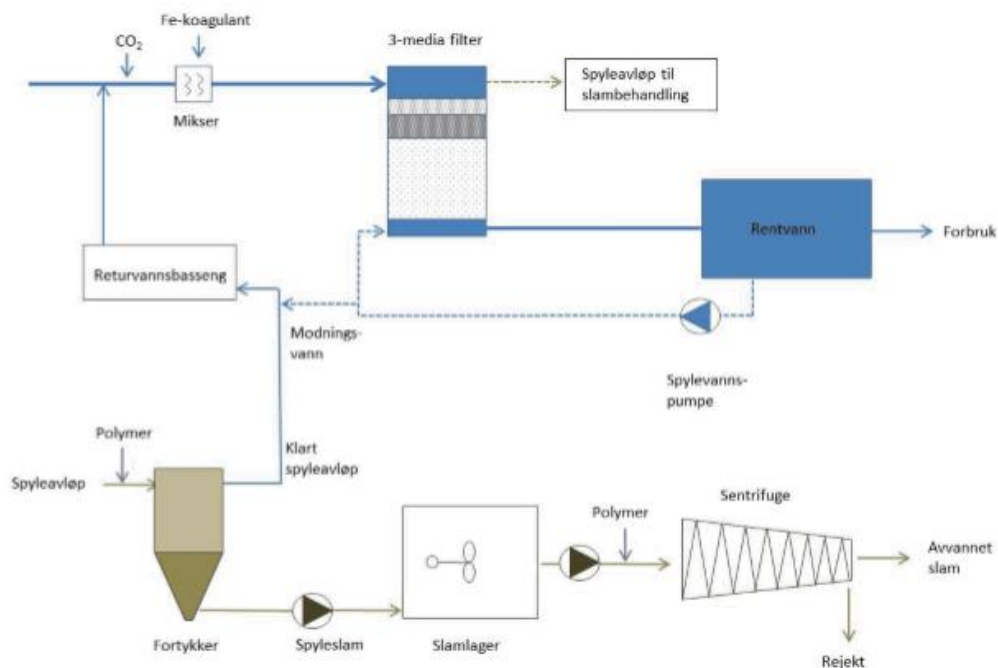 Fe-koagulant
CO2
3-media filter
Spyleavløp til
slambehandling
Mikser
Rentvann
Forbruk
Returvannsbasseng
Modnings-
vann
Spylevanns-
pumpe
Polymer
Klart
spyleavløp
Spyleavløp
Sentrifuge
Polymer
Avvannet
slam
Fortykker
Spyleslam
Slamlager
Rejekt